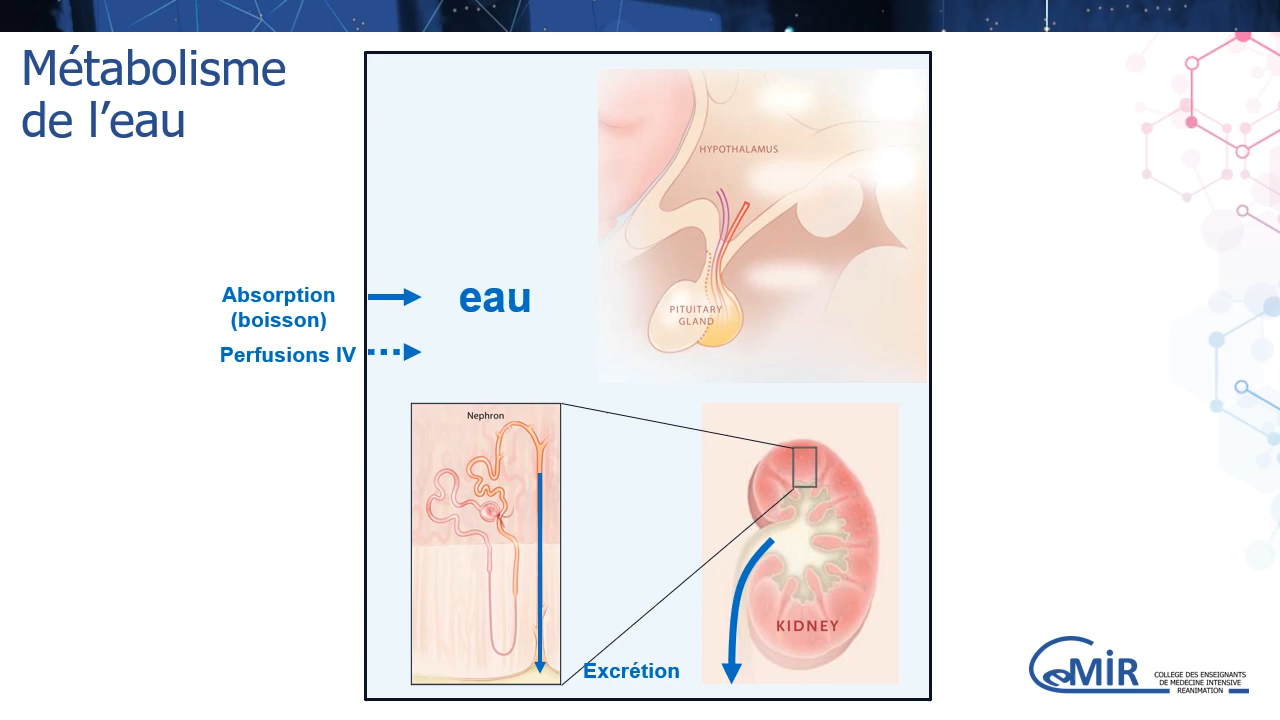 Métabolisme
de l’eau
HYPOTHALAMUS
PITUITARY
GLAND
Absorption
(boisson)
eau
Perfusions IV
Nephron
KIDNEY
Excrétion
CeMIR
COLLEGE DES ENSEIGNANTS
DE MEDECINE INTENSIVE
REANIMATION